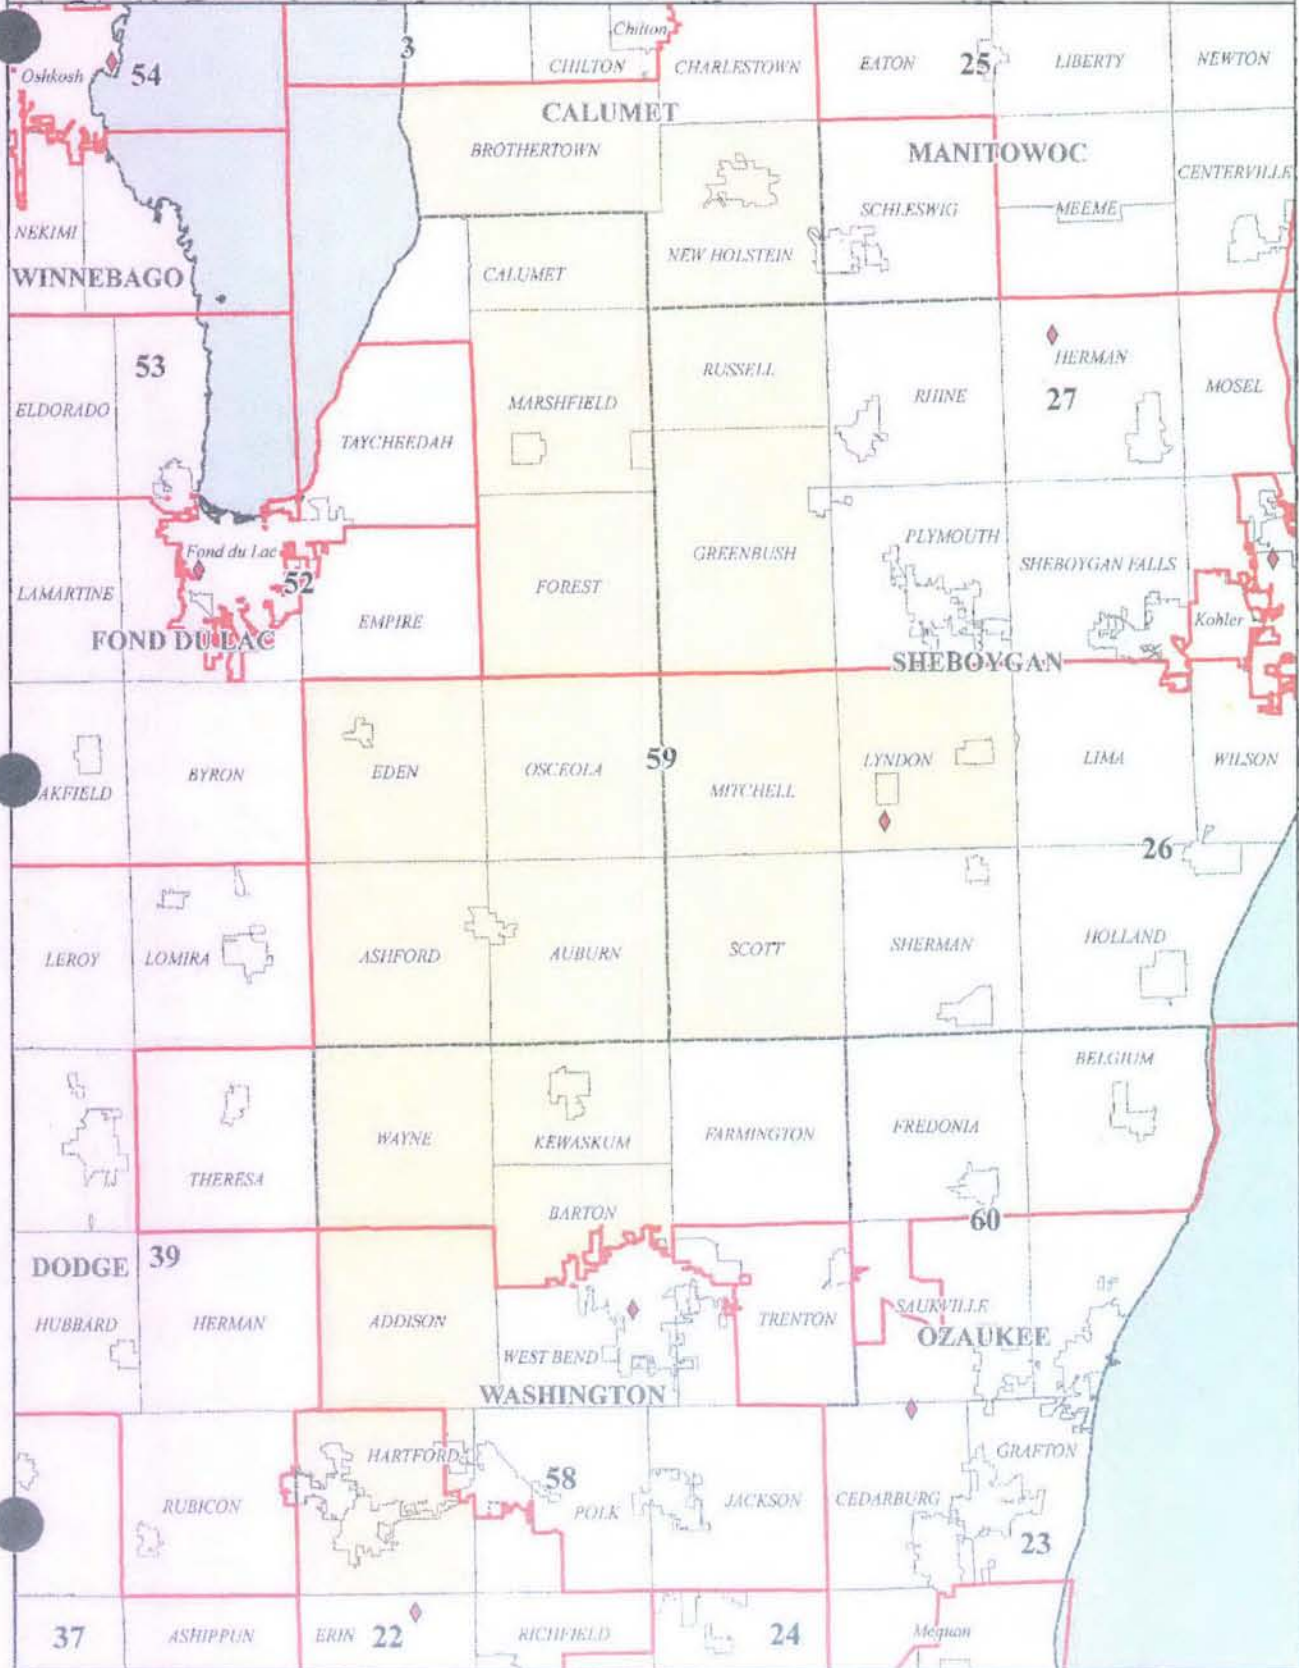 Chilton
3
Oshkosh
54
CHILTON
CHARLESTOWN
EATON
25
LIBERTY
NEWTON
CALUMET
BROTHERTOWN
MANITOWOC
CENTERVILLE
NEKIMI
SCHLESWIG
MEEME
WINNEBAGO
CALUMET
NEW HOLSTEIN
53
RUSSELL
HERMAN
ELDORADO
MARSHFIELD
RHINE
27
MOSEL
TAYCHEEDAH
Fond du Lac
GREENBUSH
PLYMOUTH
SHEBOYGAN FALLS
LAMARTINE
52
FOREST
EMPIRE
Kohler
FOND DU LAC
SHEBOYGAN
59
BYRON
EDEN
OSCEOLA
MITCHELL
LYNDON
LIMA
WILSON
AKFIELD
26
LEROY
LOMIRA
ASHFORD
AUBURN
SCOTT
SHERMAN
HOLLAND
BELGIUM
WAYNE
KEWASKUM
FARMINGTON
FREDONIA
THERESA
BARTON
60
DODGE
39
HUBBARD
HERMAN
ADDISON
TRENTON
SAUKVILLE
OZAUKEE
WEST BEND
WASHINGTON
HARTFORD
GRAFTON
58
RUBICON
POLK
JACKSON
CEDARBURG
23
37
ASHIPPUN
ERIN
22
RICHFIELD
24
Mequon